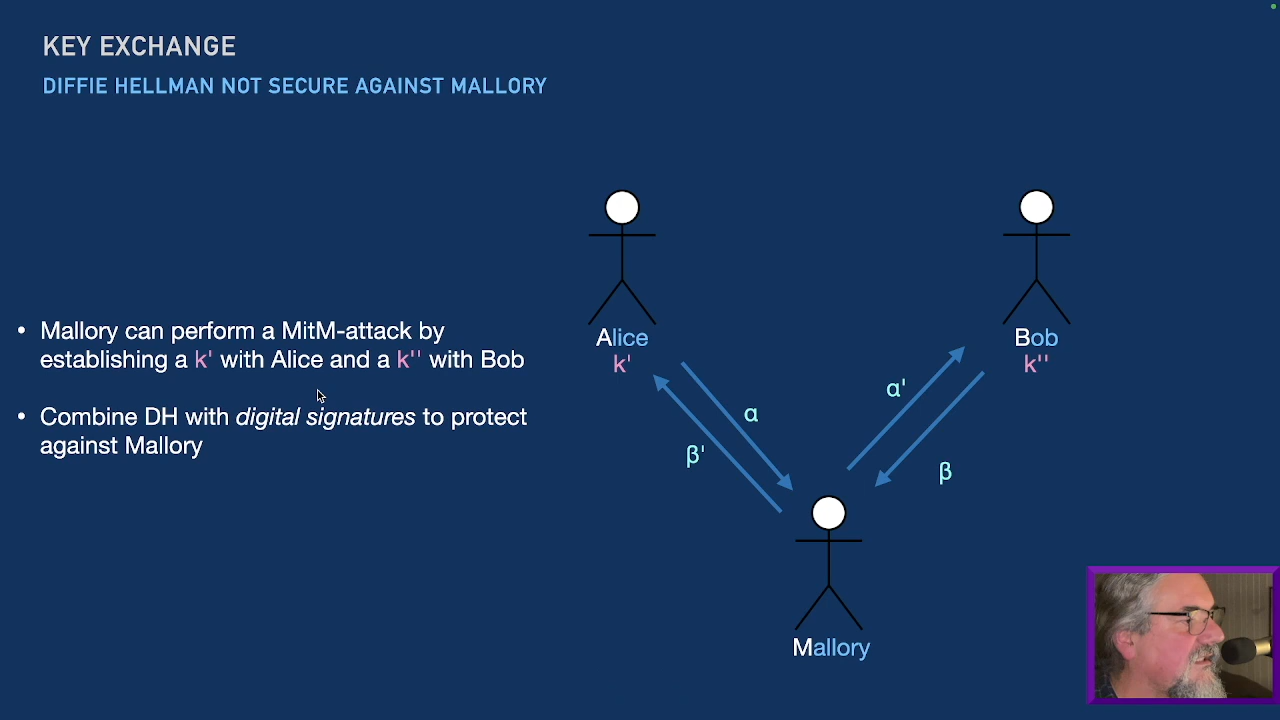 KEY EXCHANGE
DIFFIE HELLMAN NOT SECURE AGAINST MALLORY
• Mallory can perform a MitM-attack by
establishing a k' with Alice and a k'' with Bob
• Combine DH with digital signatures to protect
against Mallory
Alice
k'
Bob
k''
α
α'
β'
β
Mallory